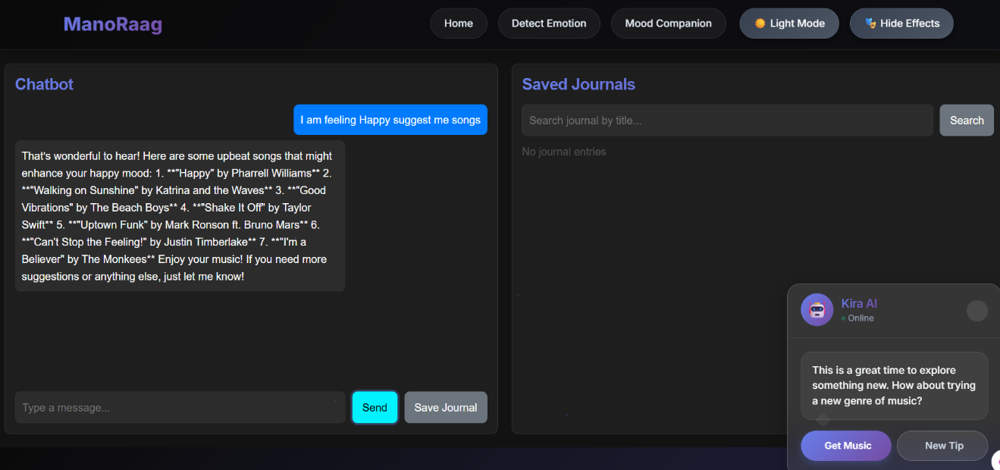 ManoRaag
Home
Detect Emotion
Mood Companion
Light Mode
Hide Effects
Chatbot
I am feeling Happy suggest me songs
That's wonderful to hear! Here are some upbeat songs that might
enhance your happy mood: 1. **"Happy" by Pharrell Williams** 2.
**"Walking on Sunshine" by Katrina and the Waves** 3. **"Good
Vibrations" by The Beach Boys** 4. **"Shake It Off" by Taylor
Swift** 5. **"Uptown Funk" by Mark Ronson ft. Bruno Mars** 6.
**"Can't Stop the Feeling!" by Justin Timberlake** 7. **"I'm a
Believer" by The Monkees** Enjoy your music! If you need more
suggestions or anything else, just let me know!
Type a message...
Send
Save Journal
Saved Journals
Search journal by title...
Search
No journal entries
Kira AI
Online
This is a great time to explore
something new. How about trying
a new genre of music?
Get Music
New Tip